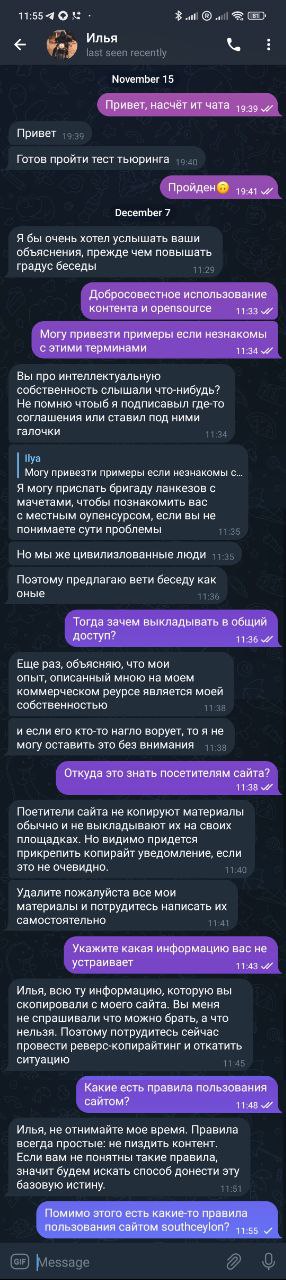 11:55
81
Илья
last seen recently
November 15
Привет, насчёт ит чата 19:39
Привет 19:39
Готов пройти тест тьюринга 19:40
Пройден🙃 19:41
December 7
Я бы очень хотел услышать ваши
объяснения, прежде чем повышать
градус беседы 11:29
Добросовестное использование
контента и opensource 11:33
Могу привезти примеры если незнакомы
с этими терминами 11:34
Вы про интеллектуальную
собственность слышали что-нибудь?
Не помню чтоыб я подписывыл где-то
соглашения или ставил под ними
галочки 11:34
Ilya
Могу привезти примеры если незнакомы с...
Я могу прислать бригаду ланкезов с
мачетами, чтобы познакомить вас
с местным оупенсурсом, если вы не
понимаете сути проблемы 11:35
Но мы же цивилизлованные люди 11:35
Поэтому предлагаю вети беседу как
оные 11:36
Тогда зачем выкладывать в общий
доступ? 11:36
Еще раз, объясняю, что мои
опыт, описанный мною на моем
коммерческом реурсе является моей
собственностью 11:38
и если его кто-то нагло ворует, то я не
могу оставить это без внимания 11:38
Откуда это знать посетителям сайта?
11:38
Поетители сайта не копируют материалы
обычно и не выкладывают их на своих
площадках. Но видимо придется
прикрепить копирайт уведомление, если
это не очевидно. 11:40
Удалите пожалуйста все мои
материалы и потрудитесь написать их
самостоятельно 11:41
Укажите какая информацию вас не
устраивает 11:43
Илья, всю ту информацию, которую вы
скопировали с моего сайта. Вы меня
не спрашивали что можно брать, а что
нельзя. Поэтому потрудитесь сейчас
провести реверс-копирайтинг и откатить
ситуацию 11:45
Какие есть правила пользования
сайтом? 11:48
Илья, не отнимайте мое время. Правила
всегда простые: не пиздить контент.
Если вам не понятны такие правила,
значит будем искать способ донести эту
базовую истину. 11:51
Помимо этого есть какие-то правила
пользования сайтом southceylon? 11:55
GIF Message